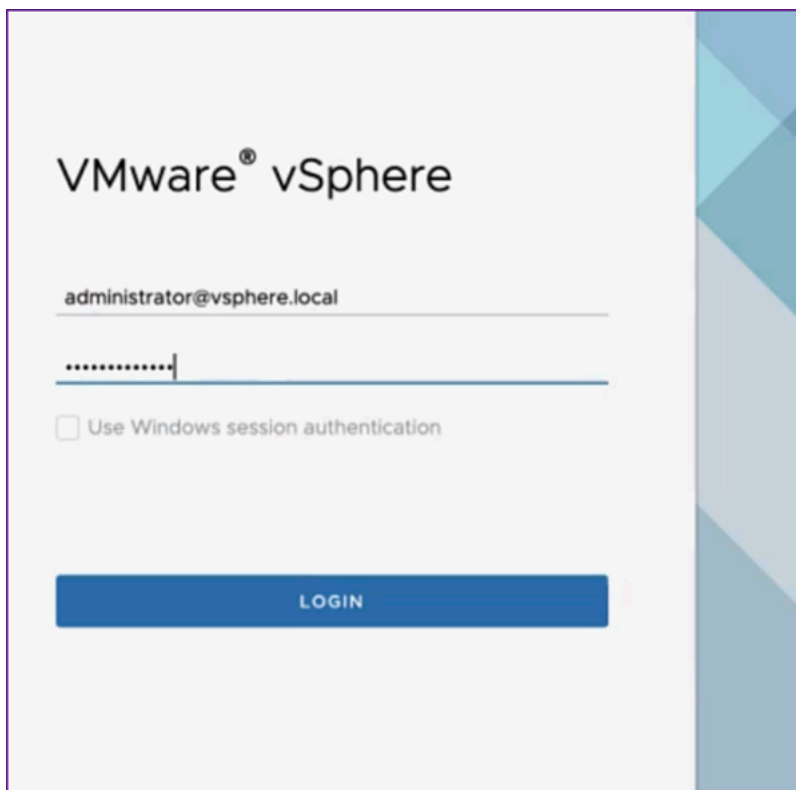 VMware® vSphere
administrator@vsphere.local
•••••••••••••
Use Windows session authentication
LOGIN